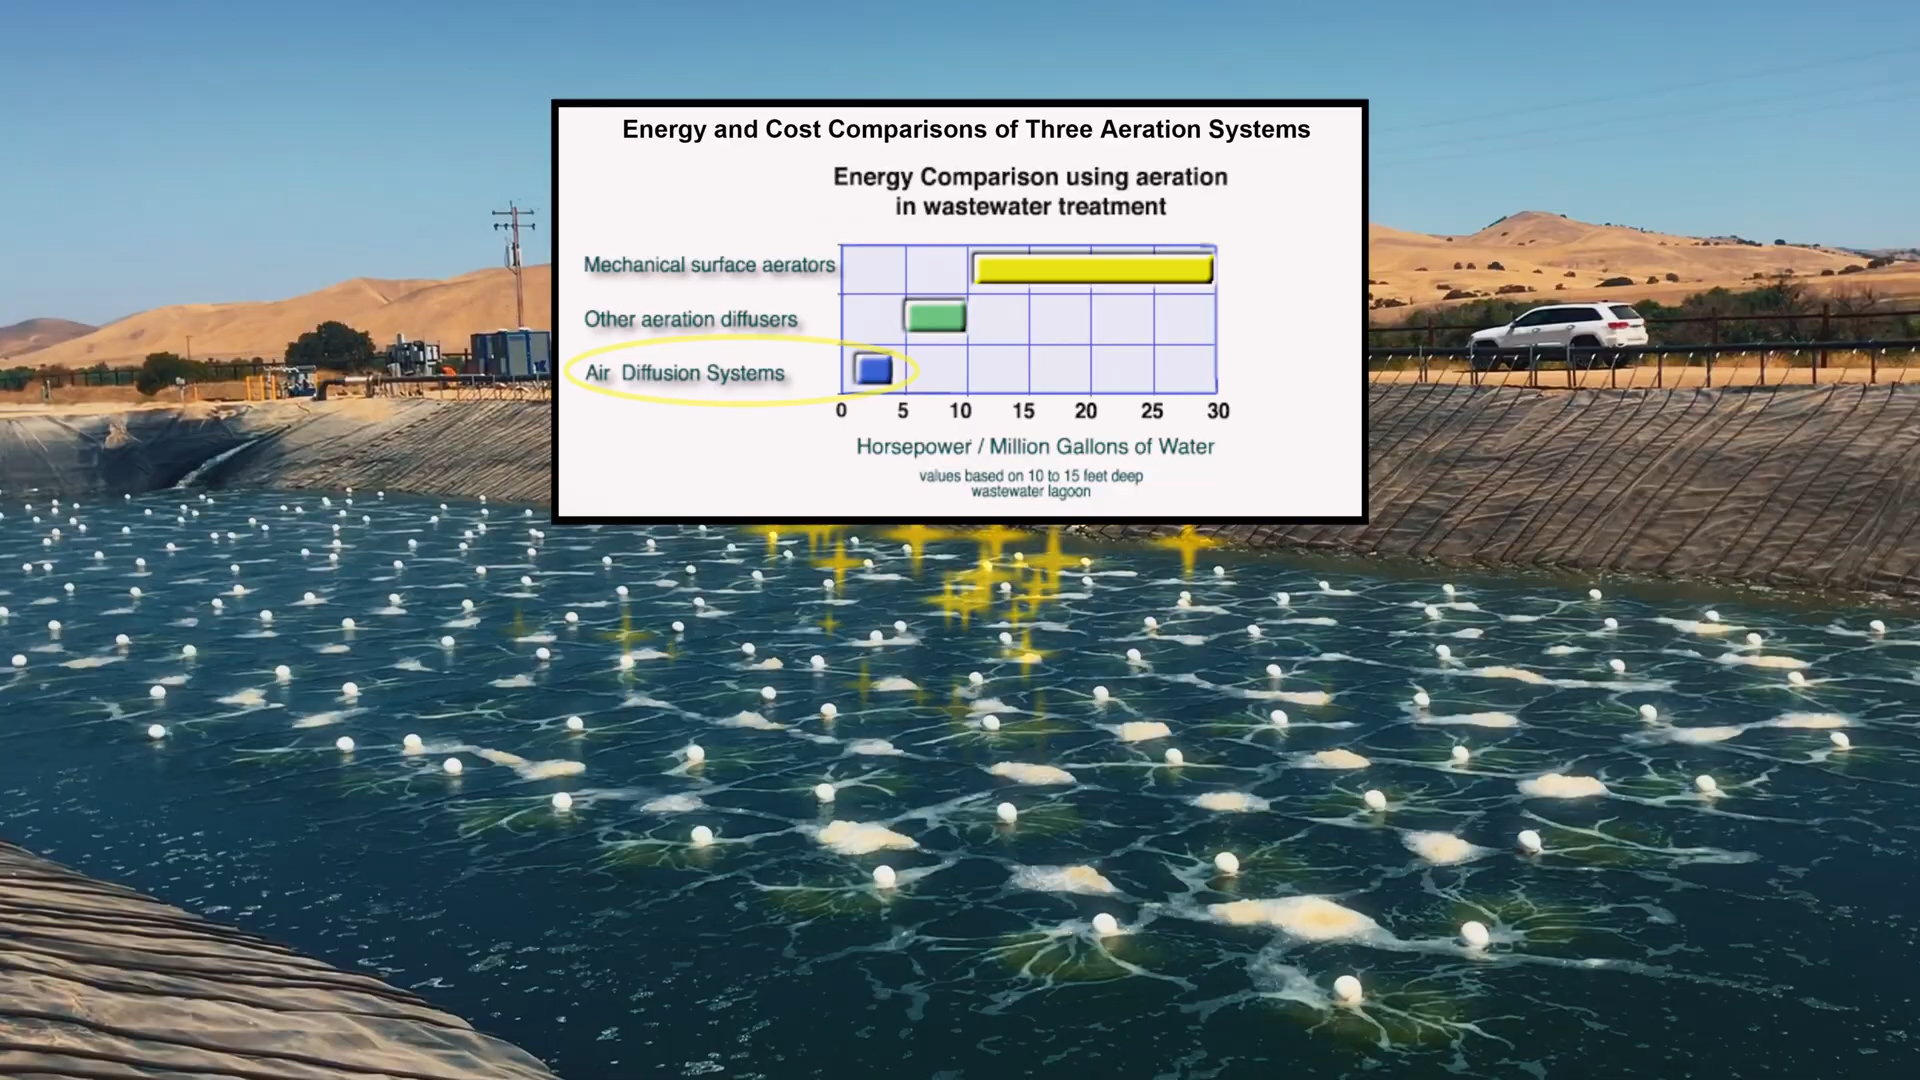 Energy and Cost Comparisons of Three Aeration Systems
Energy Comparison using aeration
in wastewater treatment
Mechanical surface aerators
Other aeration diffusers
Air Diffusion Systems
0 5 10 15 20 25 30
Horsepower / Million Gallons of Water
values based on 10 to 15 feet deep
wastewater lagoon